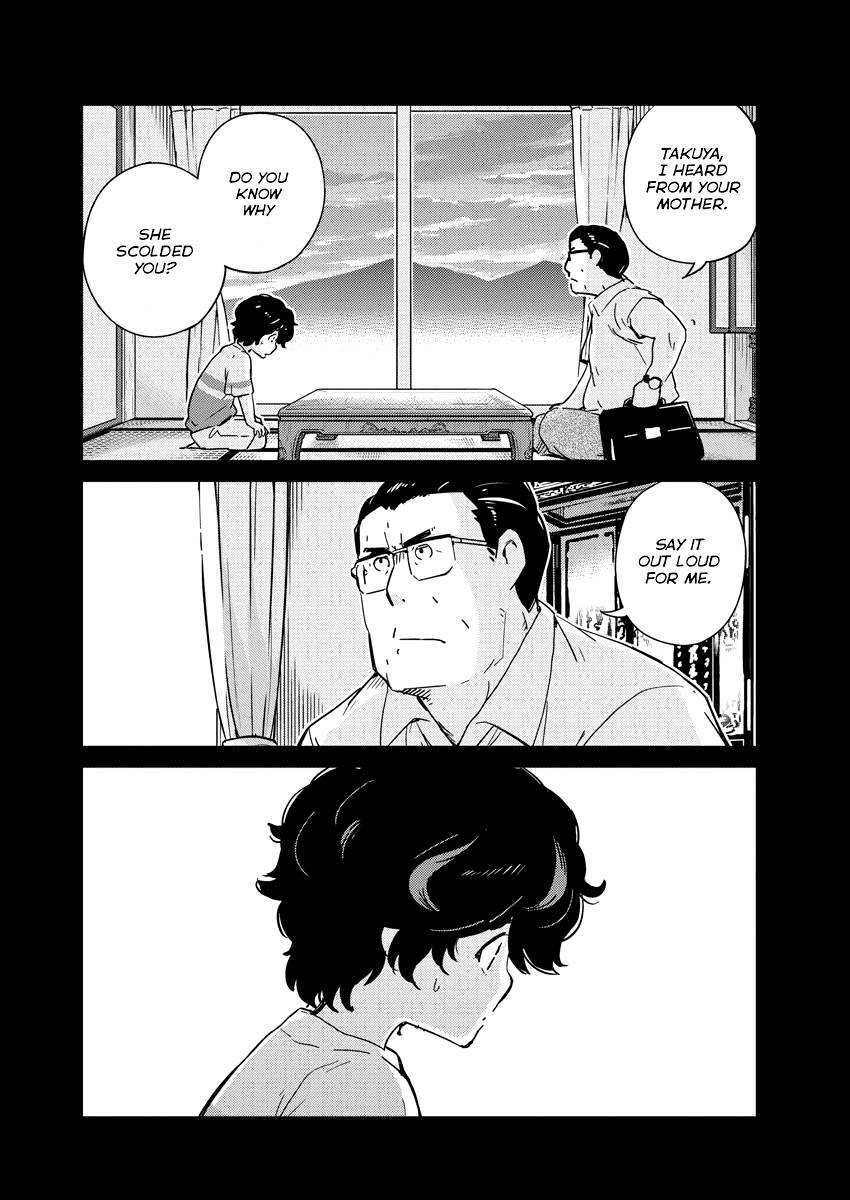 TAKUYA,
I HEARD
FROM YOUR
MOTHER.
DO YOU
KNOW
WHY
SHE
SCOLDED
YOU?
SAY IT
OUT LOUD
FOR ME.